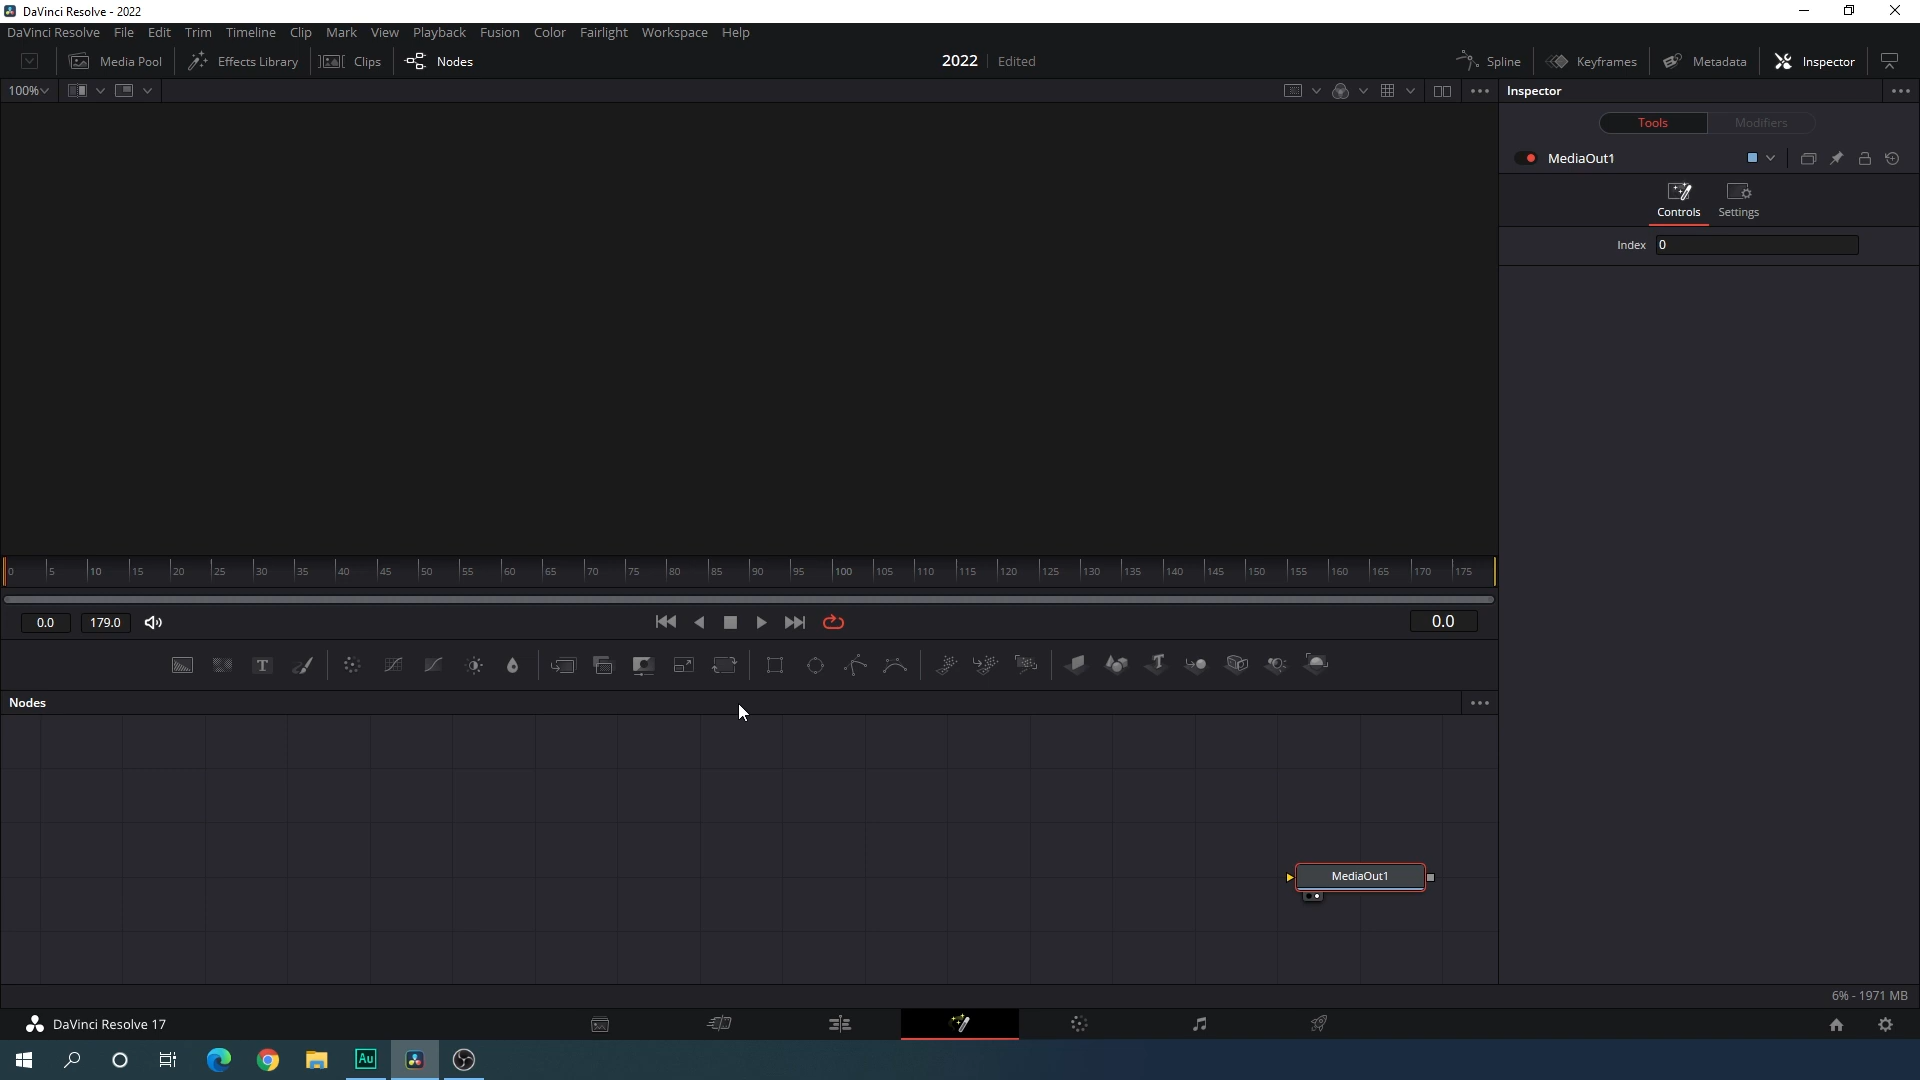 DaVinci Resolve - 2022
DaVinci Resolve File Edit Trim Timeline Clip Mark View Playback Fusion Color Fairlight Workspace Help
Media Pool Effects Library Clips Nodes 2022 Edited Spline Keyframes Metadata Inspector
100% Inspector
Tools Modifiers
MediaOut1
Controls Settings
Index 0
0 5 10 15 20 25 30 35 40 45 50 55 60 65 70 75 80 85 90 95 100 105 110 115 120 125 130 135 140 145 150 155 160 165 170 175
0.0 179.0 0.0
T T
Nodes
MediaOut1
6% - 1971 MB
DaVinci Resolve 17
Au